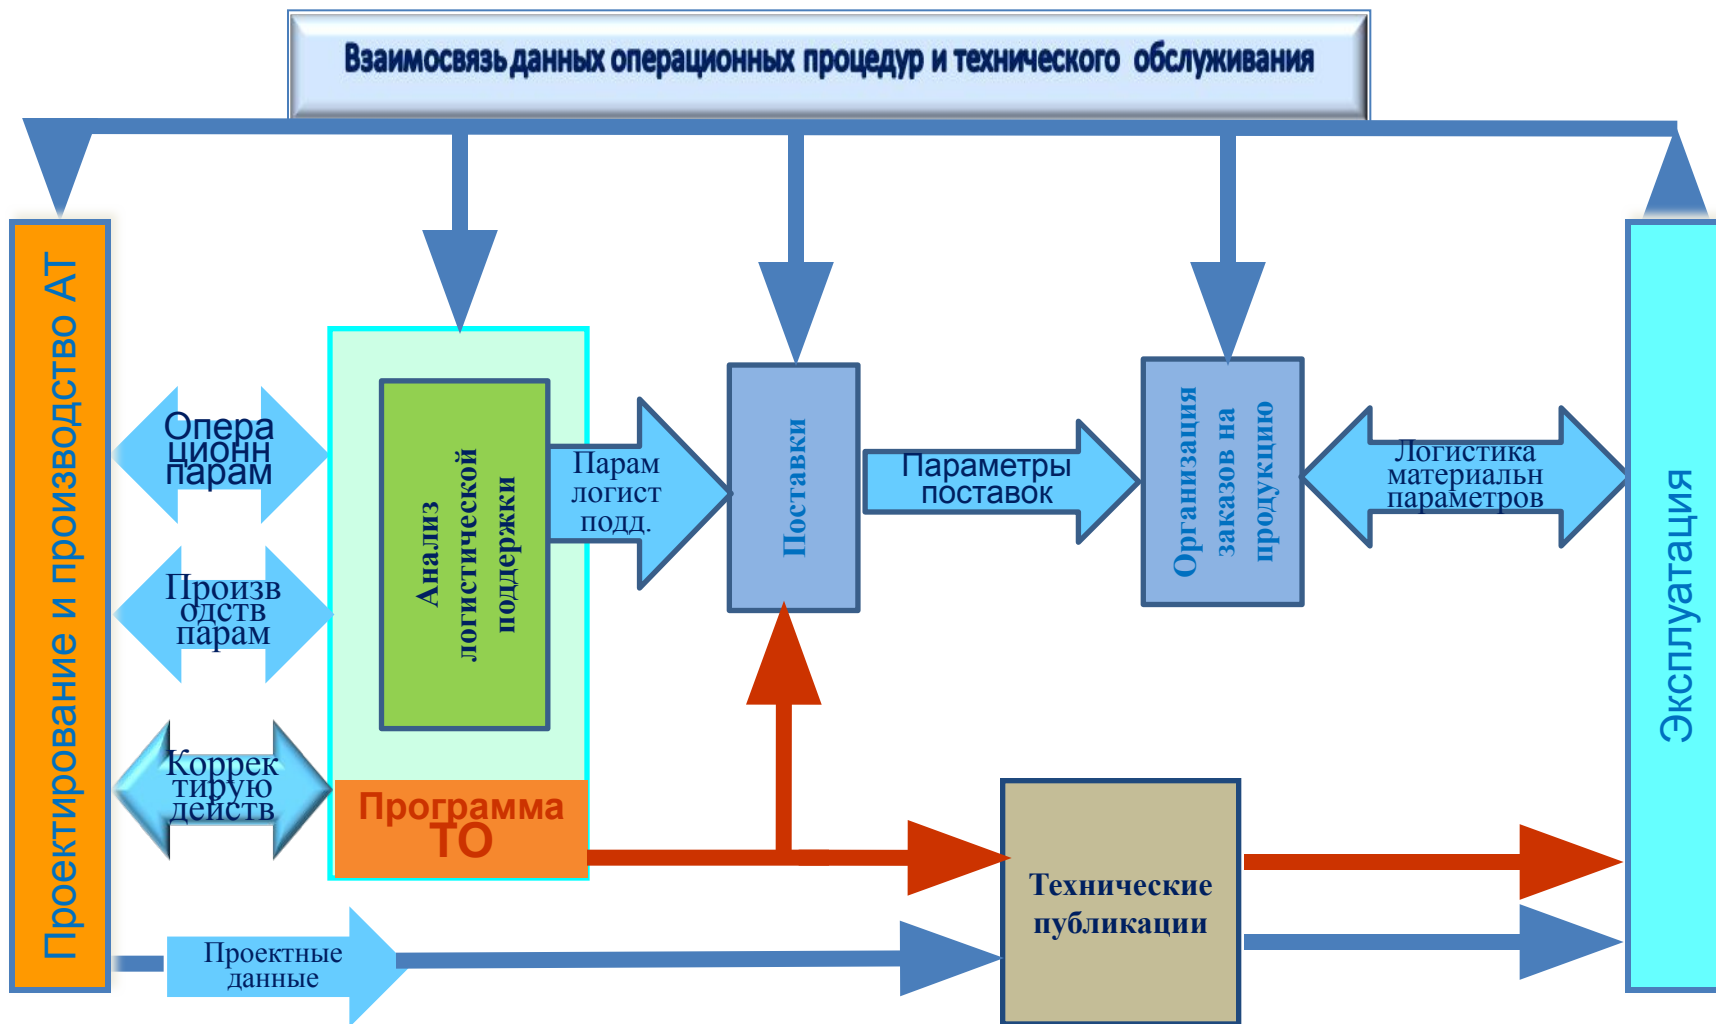 Взаимосвязь данных операционных процедур и технического обслуживания
Проектирование и производство АТ
Опера
ционн
парам
Произв
одств
парам
Коррек
тирую
действ
Анализ
логистической
поддержки
Программа
ТО
Парам
логист
подд.
Поставки
Параметры
поставок
Организация
заказов на
продукцию
Логистика
материальн
параметров
Эксплуатация
Технические
публикации
Проектные
данные